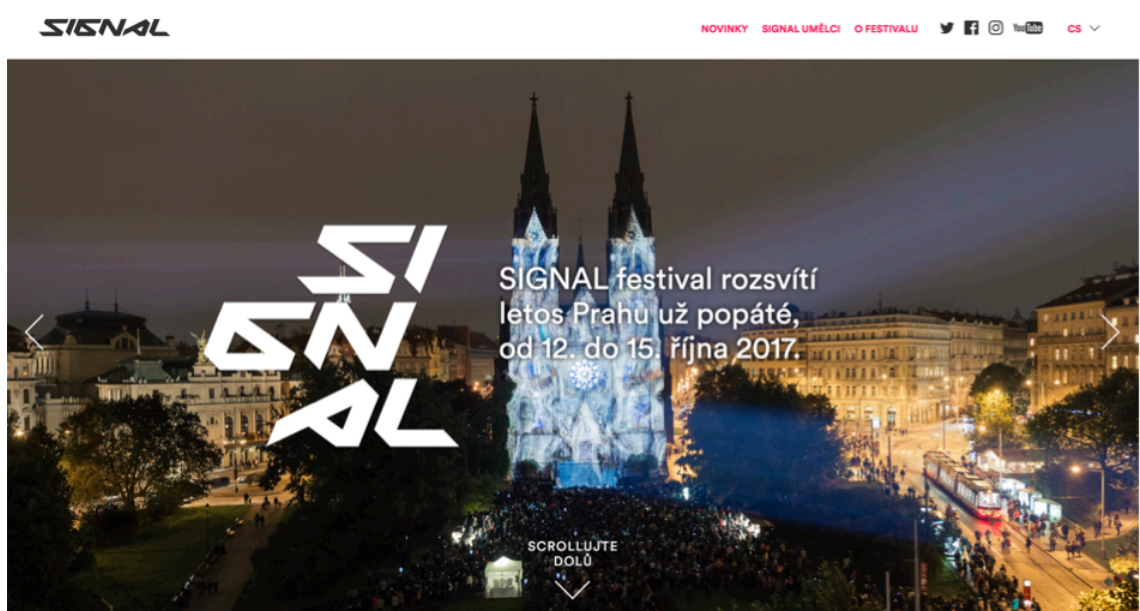 SIGNAL
NOVINKY SIGNAL UMĚLCI O FESTIVALU YouTube CS
SI
GN
AL
SIGNAL festival rozsvítí
letos Prahu už popáté,
od 12. do 15. října 2017.
SCROLLUJTE
DOLŮ